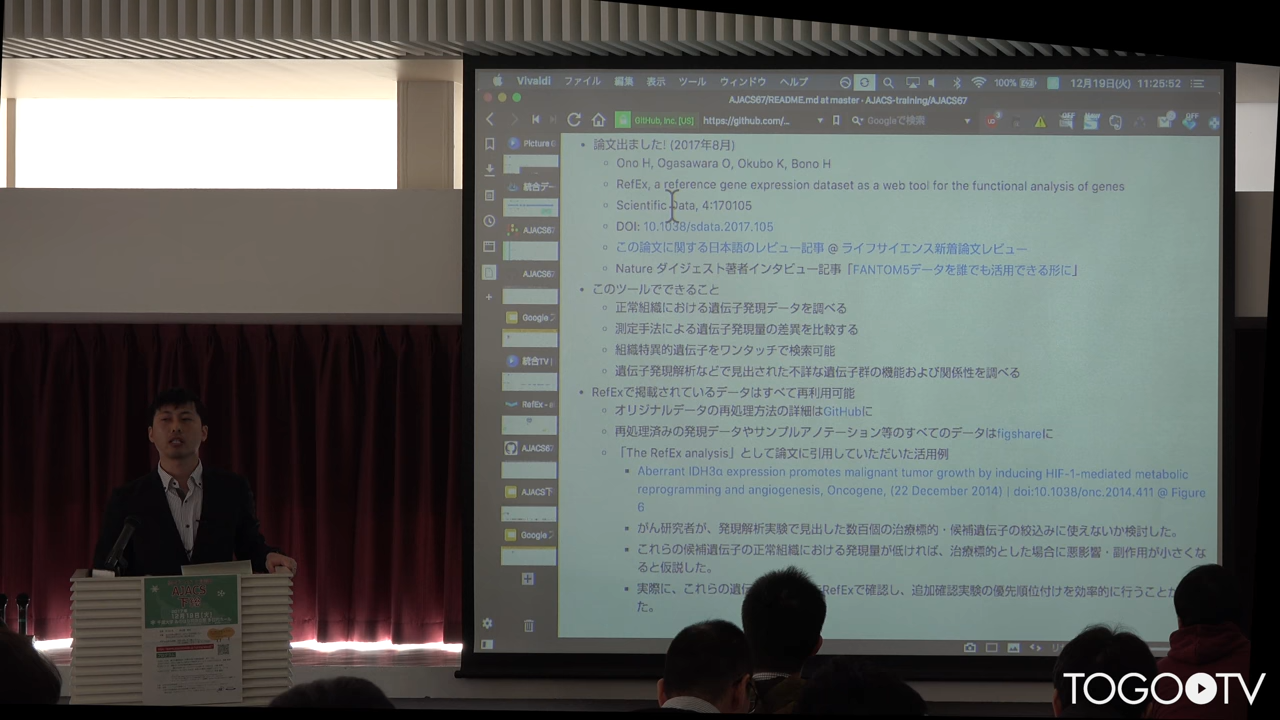 Vivaldi ファイル 編集 表示 ツール ウィンドウ ヘルプ 100% 12月19日(火) 11:25:52
AJACS67/README.md at master · AJACS-training/AJACS67
GitHub, Inc. [US] https://github.com/... Googleで検索
Picture
統合デー
AJACS6
AJACS67
Google
統合TV |
RefEx - e
AJACS67
AJACS下
Google
• 論文出ました! (2017年8月)
Ono H, Ogasawara O, Okubo K, Bono H
RefEx, a reference gene expression dataset as a web tool for the functional analysis of genes
Scientific Data, 4:170105
DOI: 10.1038/sdata.2017.105
この論文に関する日本語のレビュー記事 @ ライフサイエンス新着論文レビュー
Nature ダイジェスト著者インタビュー記事「FANTOM5データを誰でも活用できる形に」
• このツールでできること
正常組織における遺伝子発現データを調べる
測定手法による遺伝子発現量の差異を比較する
組織特異的遺伝子をワンタッチで検索可能
遺伝子発現解析などで見出された不詳な遺伝子群の機能および関係性を調べる
• RefExで掲載されているデータはすべて再利用可能
オリジナルデータの再処理方法の詳細はGitHubに
再処理済みの発現データやサンプルアノテーション等のすべてのデータはfigshareに
「The RefEx analysis」として論文に引用していただいた活用例
Aberrant IDH3α expression promotes malignant tumor growth by inducing HIF-1-mediated metabolic
reprogramming and angiogenesis, Oncogene, (22 December 2014) | doi:10.1038/onc.2014.411 @ Figure
6
がん研究者が、発現解析実験で見出した数百個の治療標的・候補遺伝子の絞込みに使えないか検討した。
これらの候補遺伝子の正常組織における発現量が低ければ、治療標的とした場合に悪影響・副作用が小さくな
ると仮説した。
実際に、これらの遺伝 RefExで確認し、追加確認実験の優先順位付けを効率的に行うことが
た。
AJACS
12月19日(火)
TOGOTV